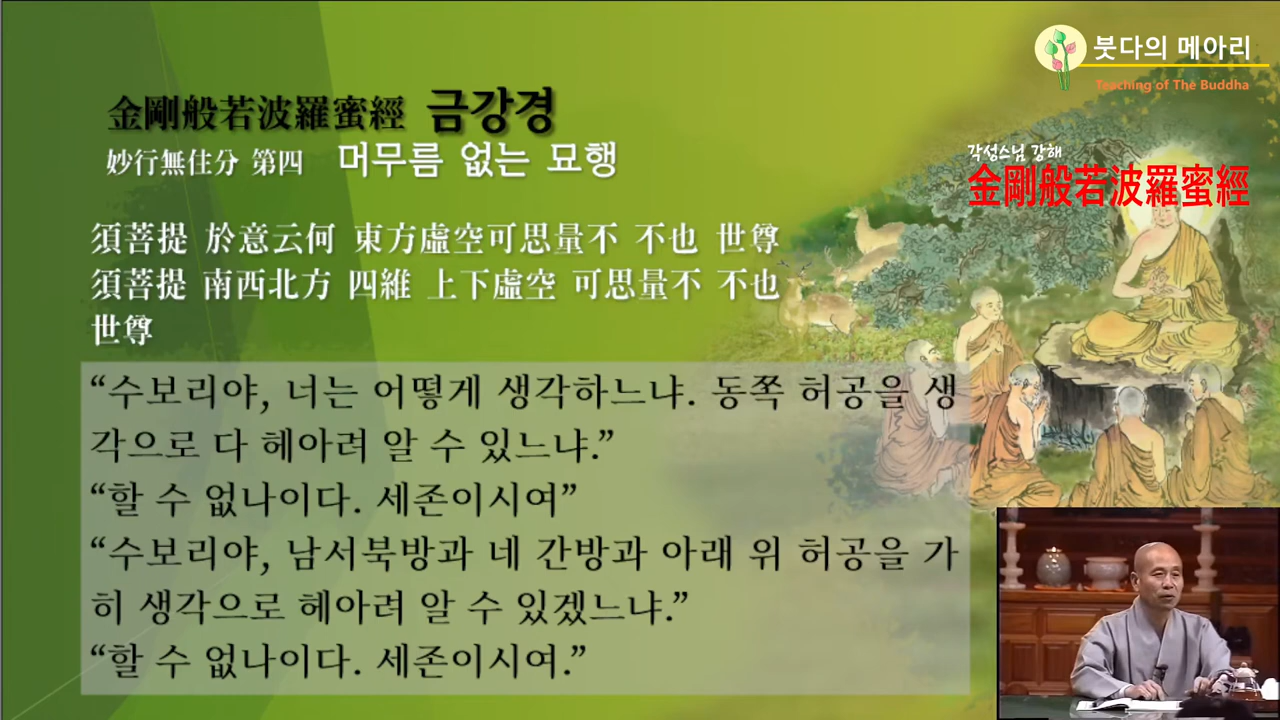 붓다의 메아리
Teaching of The Buddha
金剛般若波羅蜜經 금강경
妙行無住分 第四 머무름 없는 묘행
각성스님 강해
金剛般若波羅蜜經
須菩提 於意云何 東方虛空可思量不 不也 世尊
須菩提 南西北方 四維 上下虛空 可思量不 不也
世尊
“수보리야, 너는 어떻게 생각하느냐. 동쪽 허공을 생
각으로 다 헤아려 알 수 있느냐.”
“할 수 없나이다. 세존이시여”
“수보리야, 남서북방과 네 간방과 아래 위 허공을 가
히 생각으로 헤아려 알 수 있겠느냐.”
“할 수 없나이다. 세존이시여.”